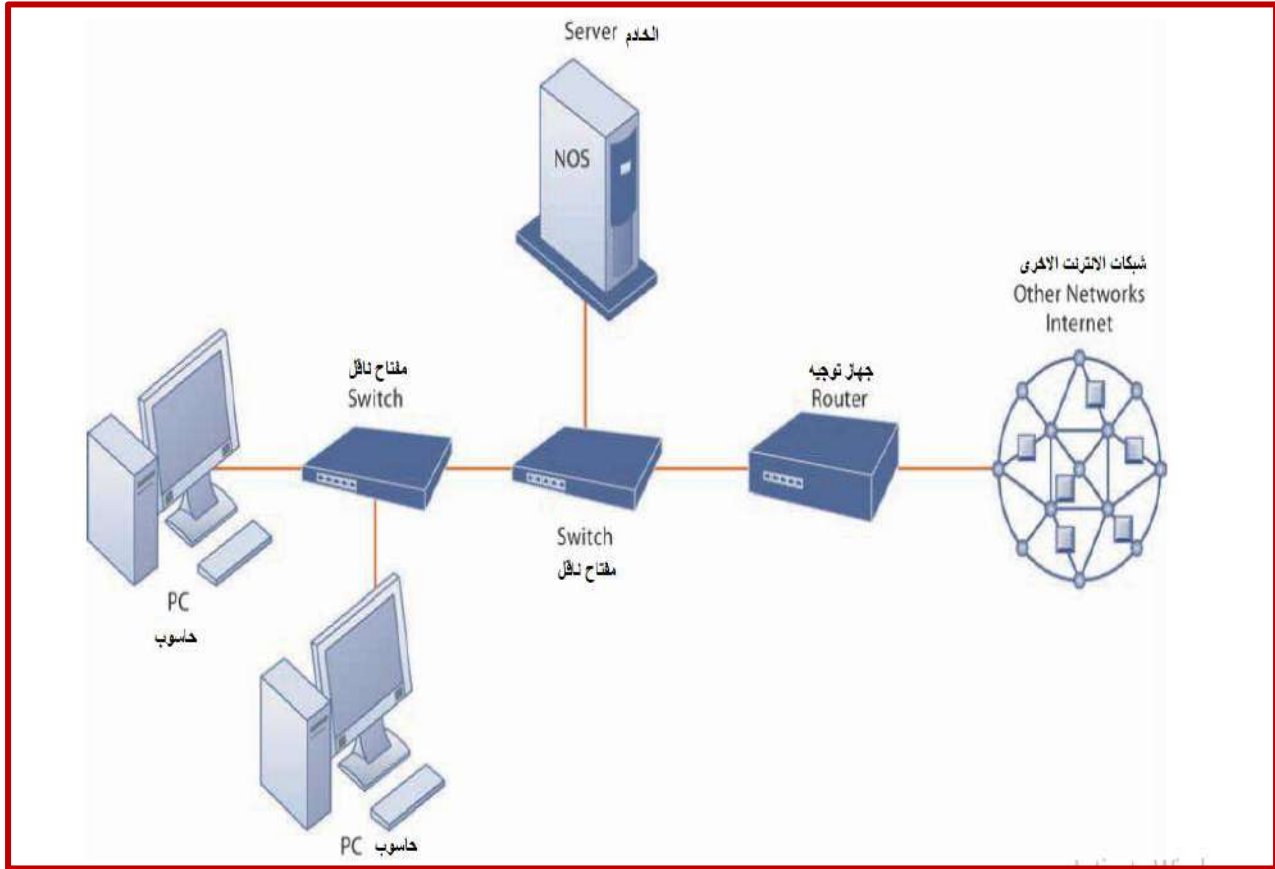 Server الخادم
NOS
شبكات الانترنت الاخرى
Other Networks
Internet
مفتاح ناقل
Switch
جهاز توجيه
Router
Switch
مفتاح ناقل
PC
حاسوب
PC حاسوب